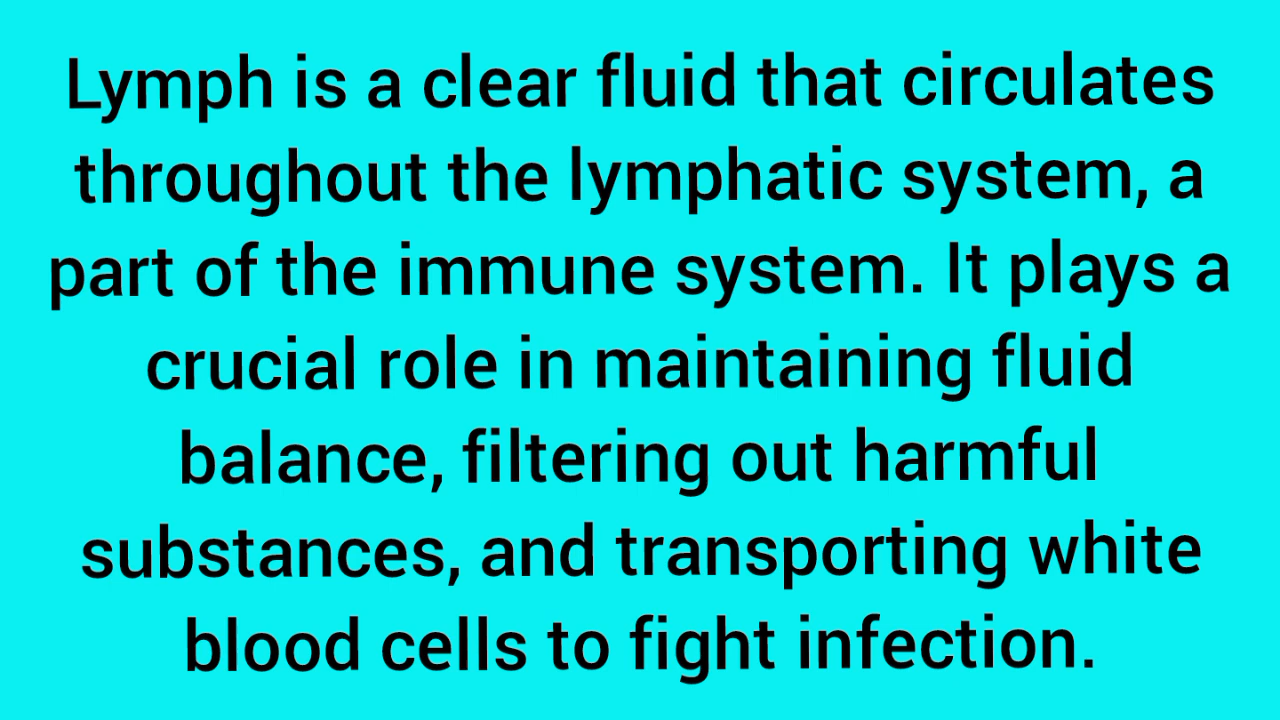 Lymph is a clear fluid that circulates
throughout the lymphatic system, a
part of the immune system. It plays a
crucial role in maintaining fluid
balance, filtering out harmful
substances, and transporting white
blood cells to fight infection.